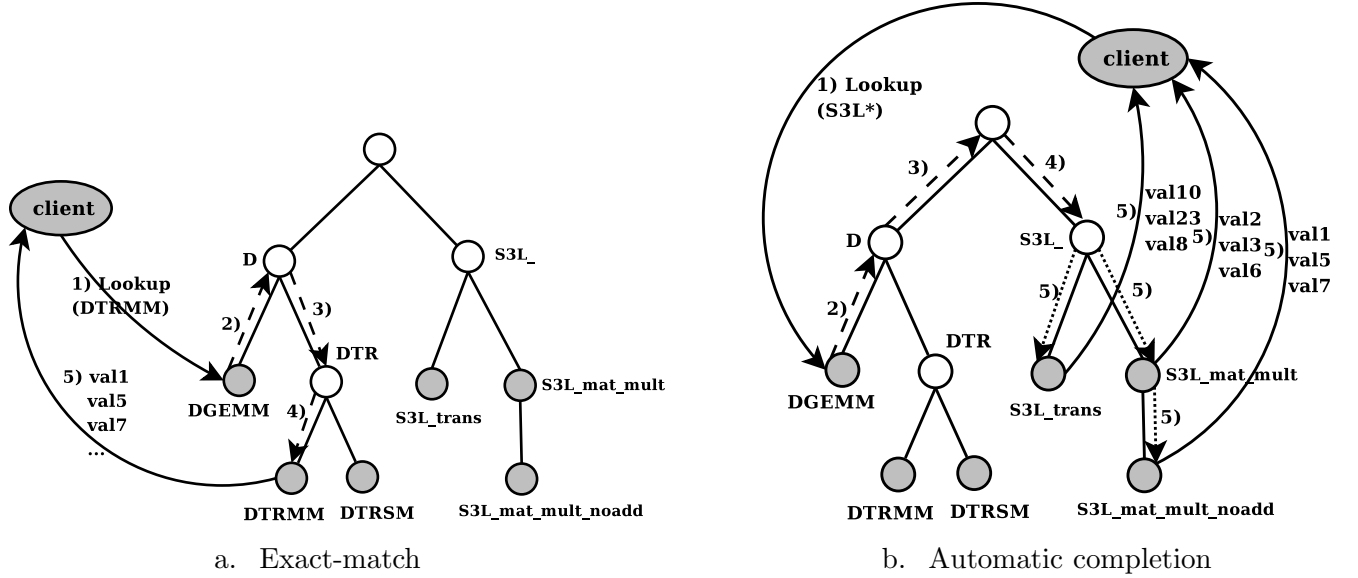 client
1) Lookup
(DTRMM)
D
S3L_
2)
3)
DTR
5) val1
val5
val7
...
DGEMM
4)
S3L_trans
S3L_mat_mult
DTRMM
DTRSM
S3L_mat_mult_noadd
a. Exact-match
client
1) Lookup
(S3L*)
3)
4)
D
S3L_
5)
val10
val23
val8
5)
val2
val3
val6
5)
val1
val5
val7
2)
5)
5)
DTR
DGEMM
S3L_trans
S3L_mat_mult
5)
DTRMM
DTRSM
S3L_mat_mult_noadd
b. Automatic completion